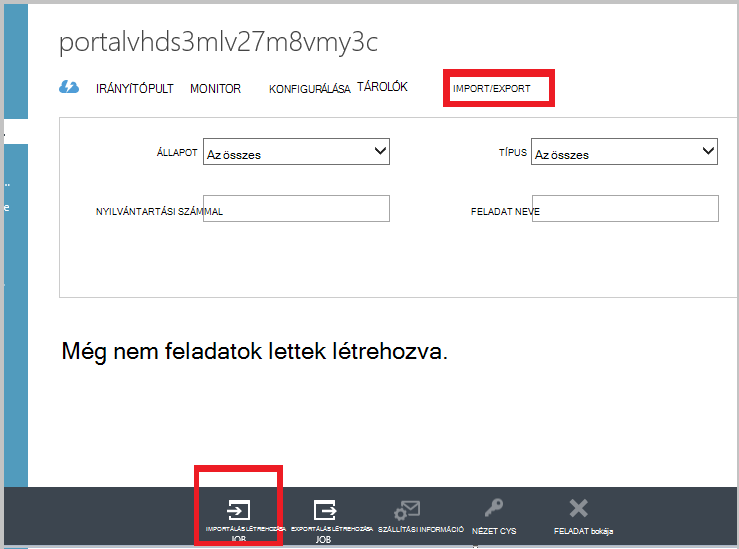 portalvhds3mlv27m8vmy3c
IRÁNYÍTÓPULT MONITOR KONFIGURÁLÁSA TÁROLÓK IMPORT/EXPORT
ÁLLAPOT Az összes TÍPUS Az összes
NYILVÁNTARTÁSI SZÁMMAL FELADAT NEVE
Még nem feladatok lettek létrehozva.
IMPORTÁLÁS LÉTREHOZÁSA EXPORTÁLÁS LÉTREHOZÁSA SZÁLLÍTÁSI INFORMÁCIÓ NÉZET CYS FELADAT bokája
JOB JOB